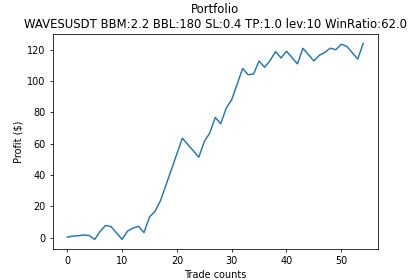 Portfolio
WAVESUSDT BBM:2.2 BBL:180 SL:0.4 TP:1.0 lev:10 WinRatio:62.0
120
100
80
60
40
20
0
Profit ($)
0 10 20 30 40 50
Trade counts